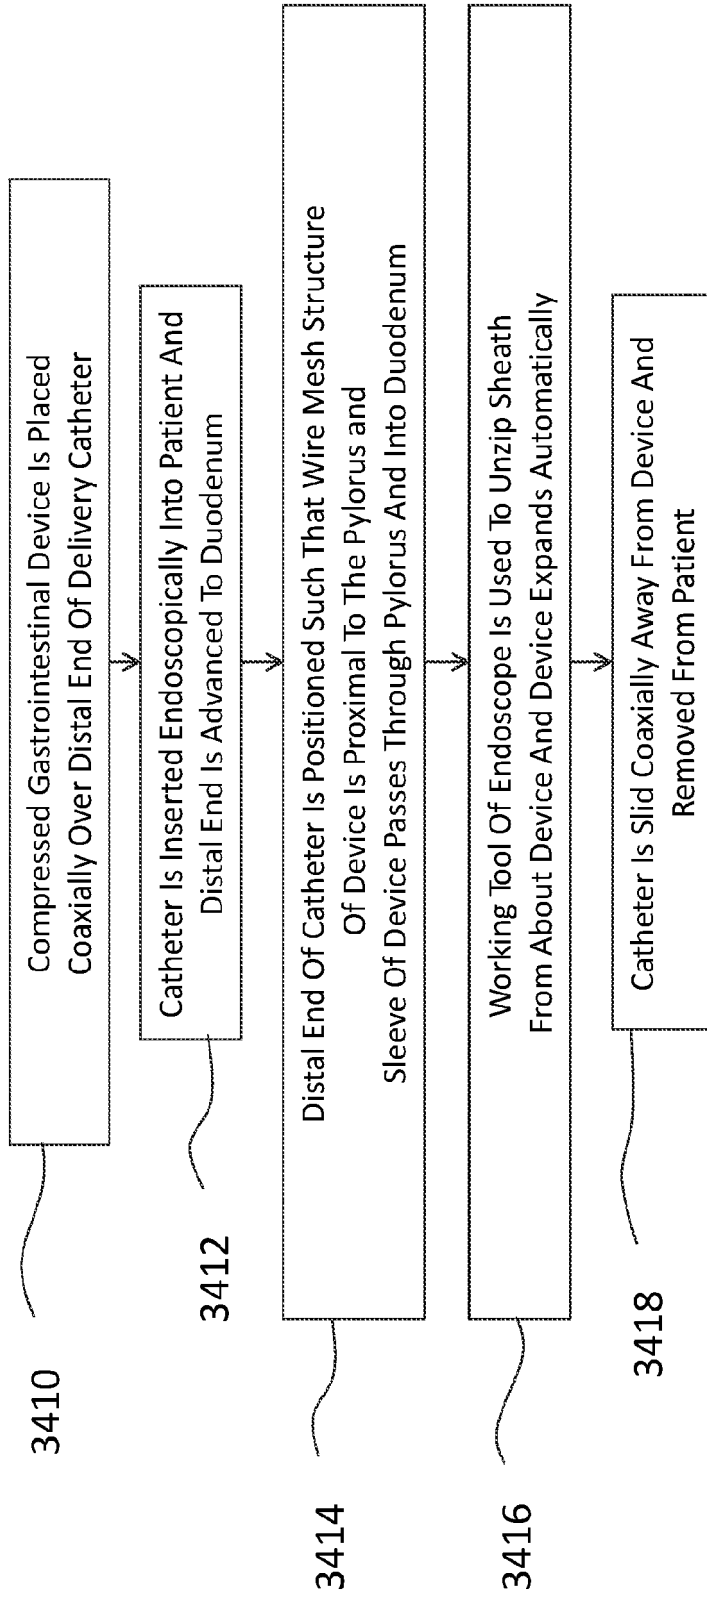 3410
Compressed Gastrointestinal Device Is Placed
Coaxially Over Distal End Of Delivery Catheter
3412
Catheter Is Inserted Endoscopically Into Patient And
Distal End Is Advanced To Duodenum
3414
Distal End Of Catheter Is Positioned Such That Wire Mesh Structure
Of Device Is Proximal To The Pylorus and
Sleeve Of Device Passes Through Pylorus And Into Duodenum
3416
Working Tool Of Endoscope Is Used To Unzip Sheath
From About Device And Device Expands Automatically
3418
Catheter Is Slid Coaxially Away From Device And
Removed From Patient